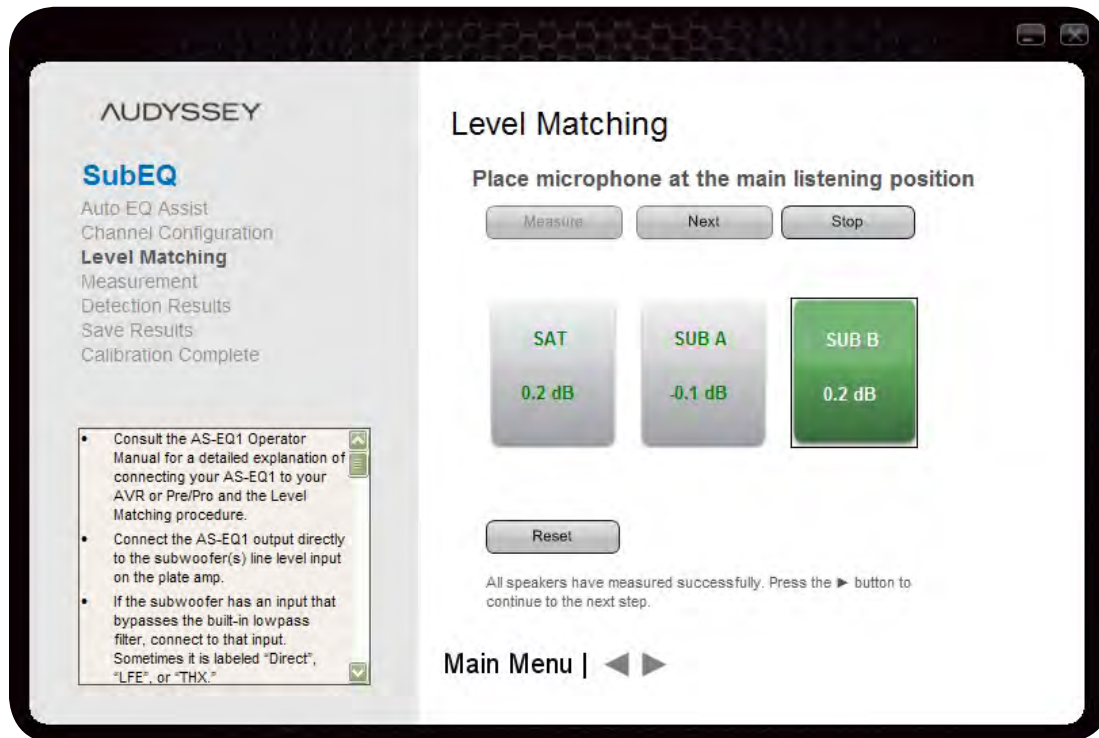 AUDYSSEY
SubEQ
Auto EQ Assist
Channel Configuration
Level Matching
Measurement
Detection Results
Save Results
Calibration Complete
• Consult the AS-EQ1 Operator
Manual for a detailed explanation of
connecting your AS-EQ1 to your
AVR or Pre/Pro and the Level
Matching procedure.
• Connect the AS-EQ1 output directly
to the subwoofer(s) line level input
on the plate amp.
• If the subwoofer has an input that
bypasses the built-in lowpass
filter, connect to that input.
Sometimes it is labeled “Direct”,
“LFE”, or “THX.”
Level Matching
Place microphone at the main listening position
Measure Next Stop
SAT SUB A SUB B
0.2 dB -0.1 dB 0.2 dB
Reset
All speakers have measured successfully. Press the ► button to
continue to the next step.
Main Menu | ◄ ►